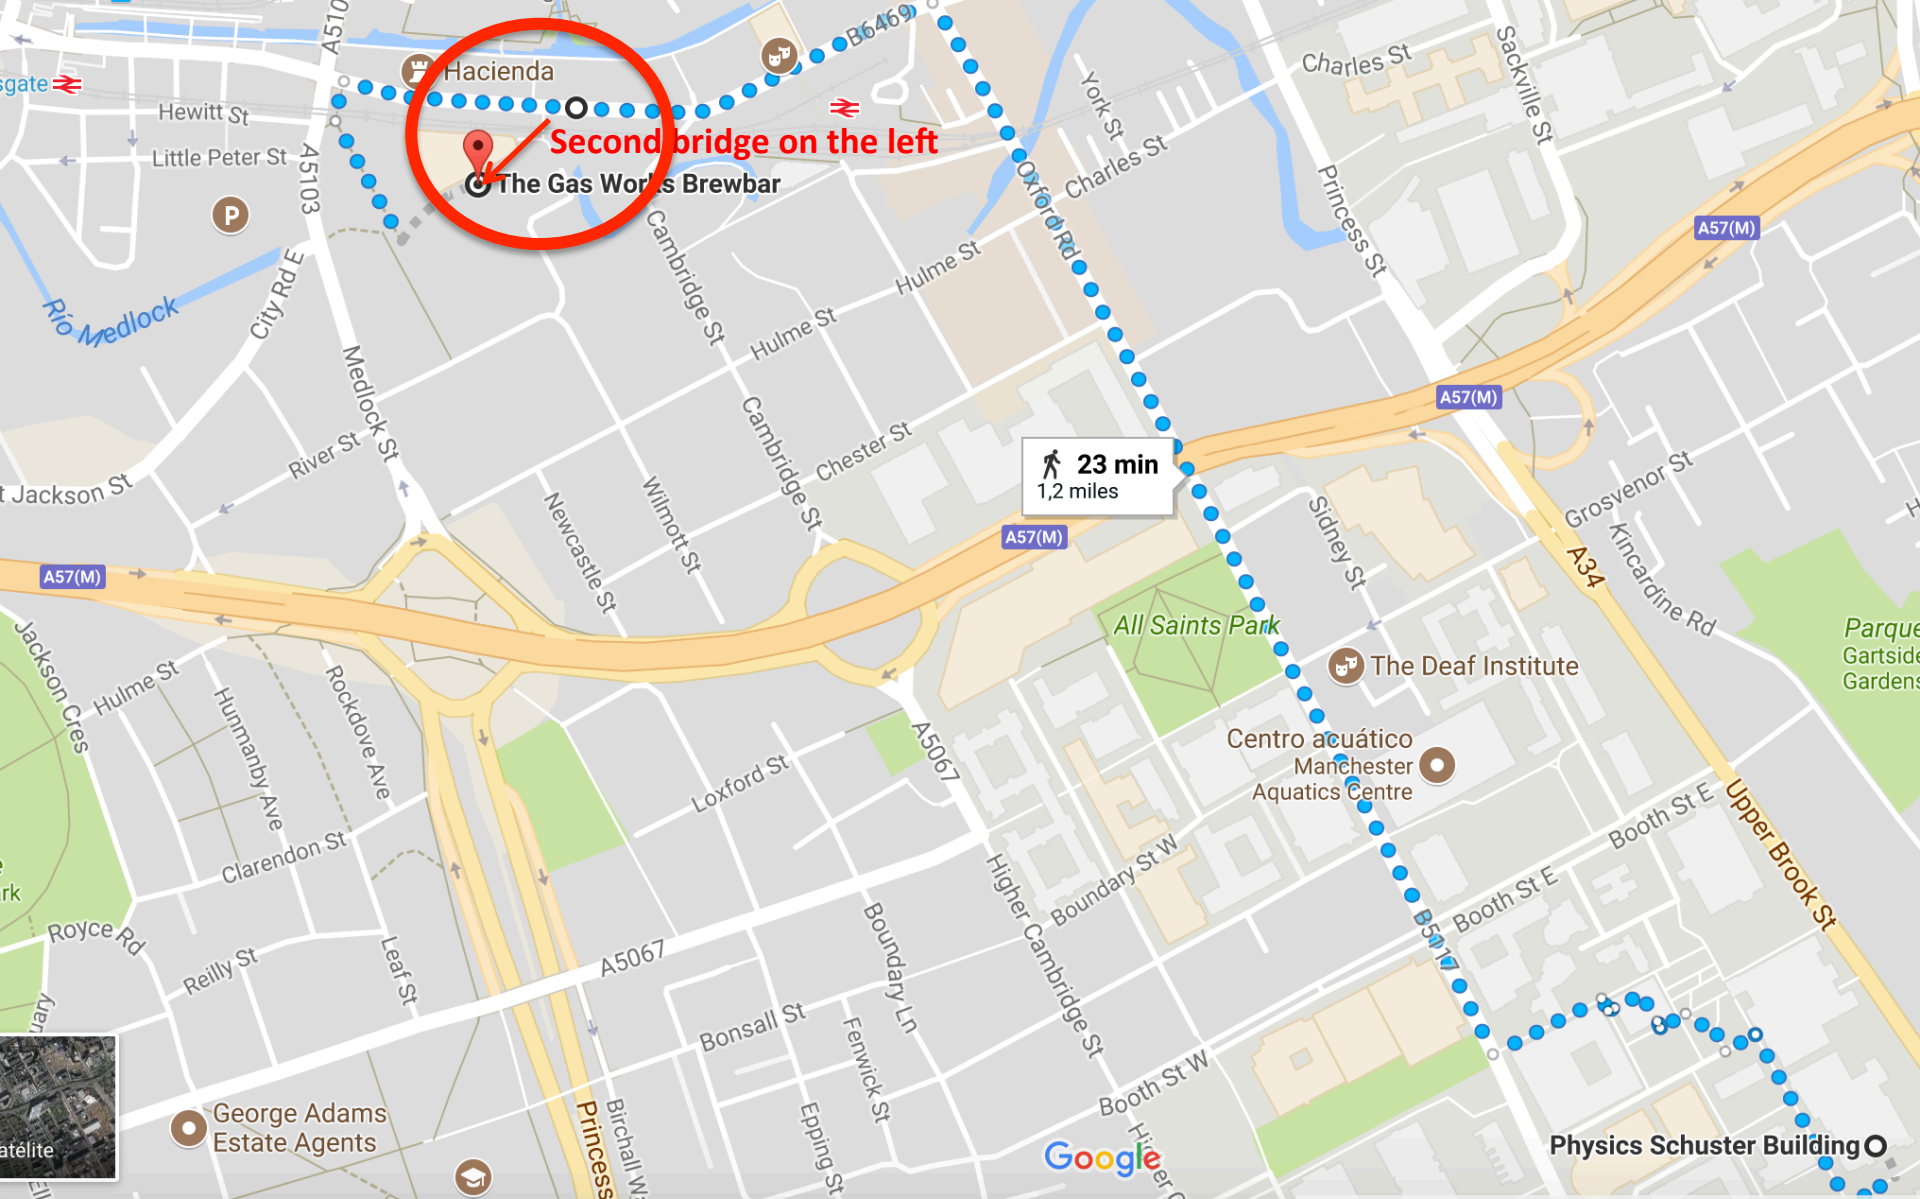 A510
B6469
Sackville St
Charles St
Hacienda
sgate
York St
Hewitt St
Second bridge on the left
Little Peter St
Charles St
A5103
The Gas Works Brewbar
Oxford Rd
P
Princess St
A57(M)
Cambridge St
Hulme St
City Rd E
Río Medlock
Hulme St
Medlock St
A57(M)
Cambridge St
Chester St
River St
23 min
1,2 miles
t Jackson St
Grosvenor St
Newcastle St
Wilmott St
Sidney St
Kincardine Rd
A57(M)
A34
A57(M)
All Saints Park
Parque
Gartside
Gardens
Jackson Cres
The Deaf Institute
Hulme St
Humanby Ave
Rockdove Ave
A5067
Centro acuático
Manchester
Aquatics Centre
Loxford St
Booth St E
Upper Brook St
Clarendon St
Boundary St W
Higher Cambridge St
Booth St E
rk
Royce Rd
B5117
Boundary Ln
Leaf St
Reilly St
A5067
uary
Bonsall St
Fenwick St
Booth St W
George Adams
Estate Agents
Princess
Birchall Wa
Epping St
Higher C
Google
Physics Schuster Building
atélite